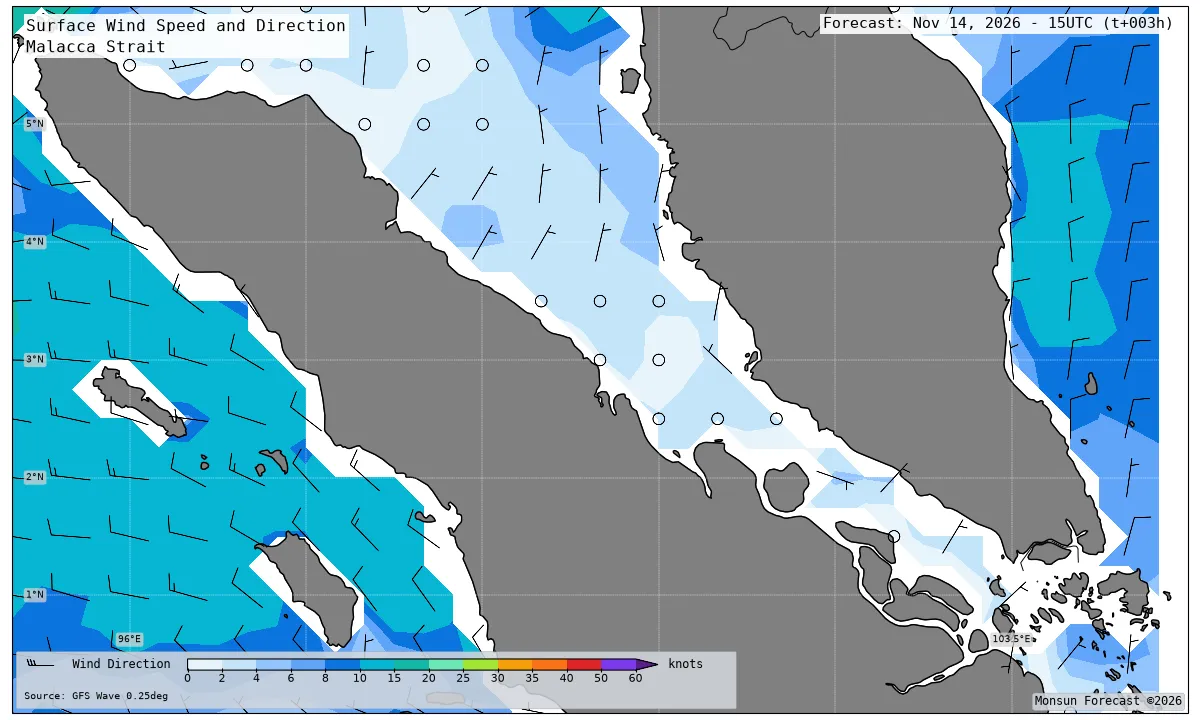 Surface Wind Speed and Direction
Malacca Strait
Forecast: Nov 14, 2026 - 15UTC (t+003h)
5°N
4°N
3°N
2°N
1°N
96°E
103.5°E
Wind Direction
0 2 4 6 8 10 15 20 25 30 35 40 50 60
knots
Source: GFS Wave 0.25deg
Monsun Forecast ©2026